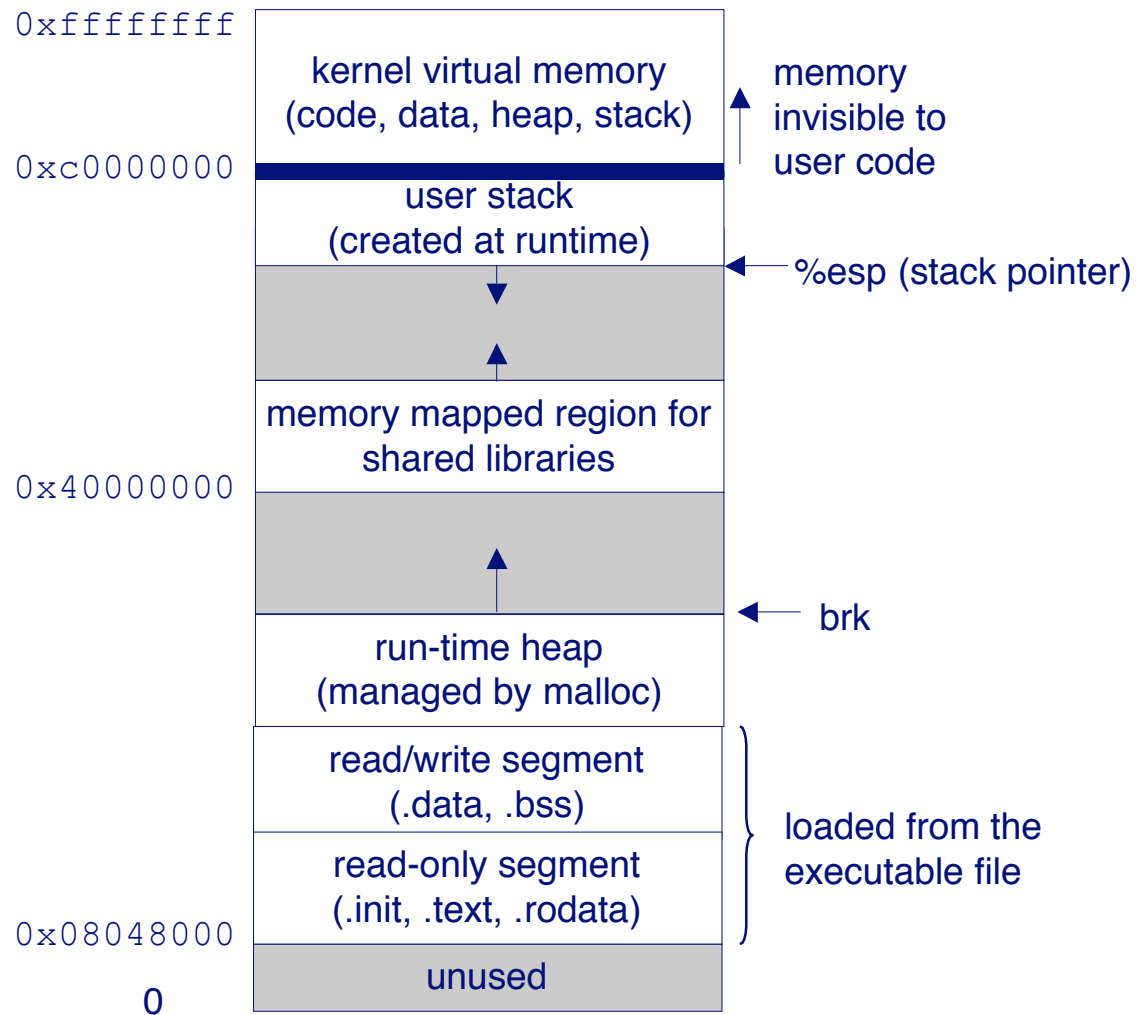 0xffffffff
kernel virtual memory
(code, data, heap, stack)
memory
invisible to
user code
0xc0000000
user stack
(created at runtime)
%esp (stack pointer)
memory mapped region for
shared libraries
0x40000000
brk
run-time heap
(managed by malloc)
read/write segment
(.data, .bss)
loaded from the
executable file
read-only segment
(.init, .text, .rodata)
0x08048000
unused
0